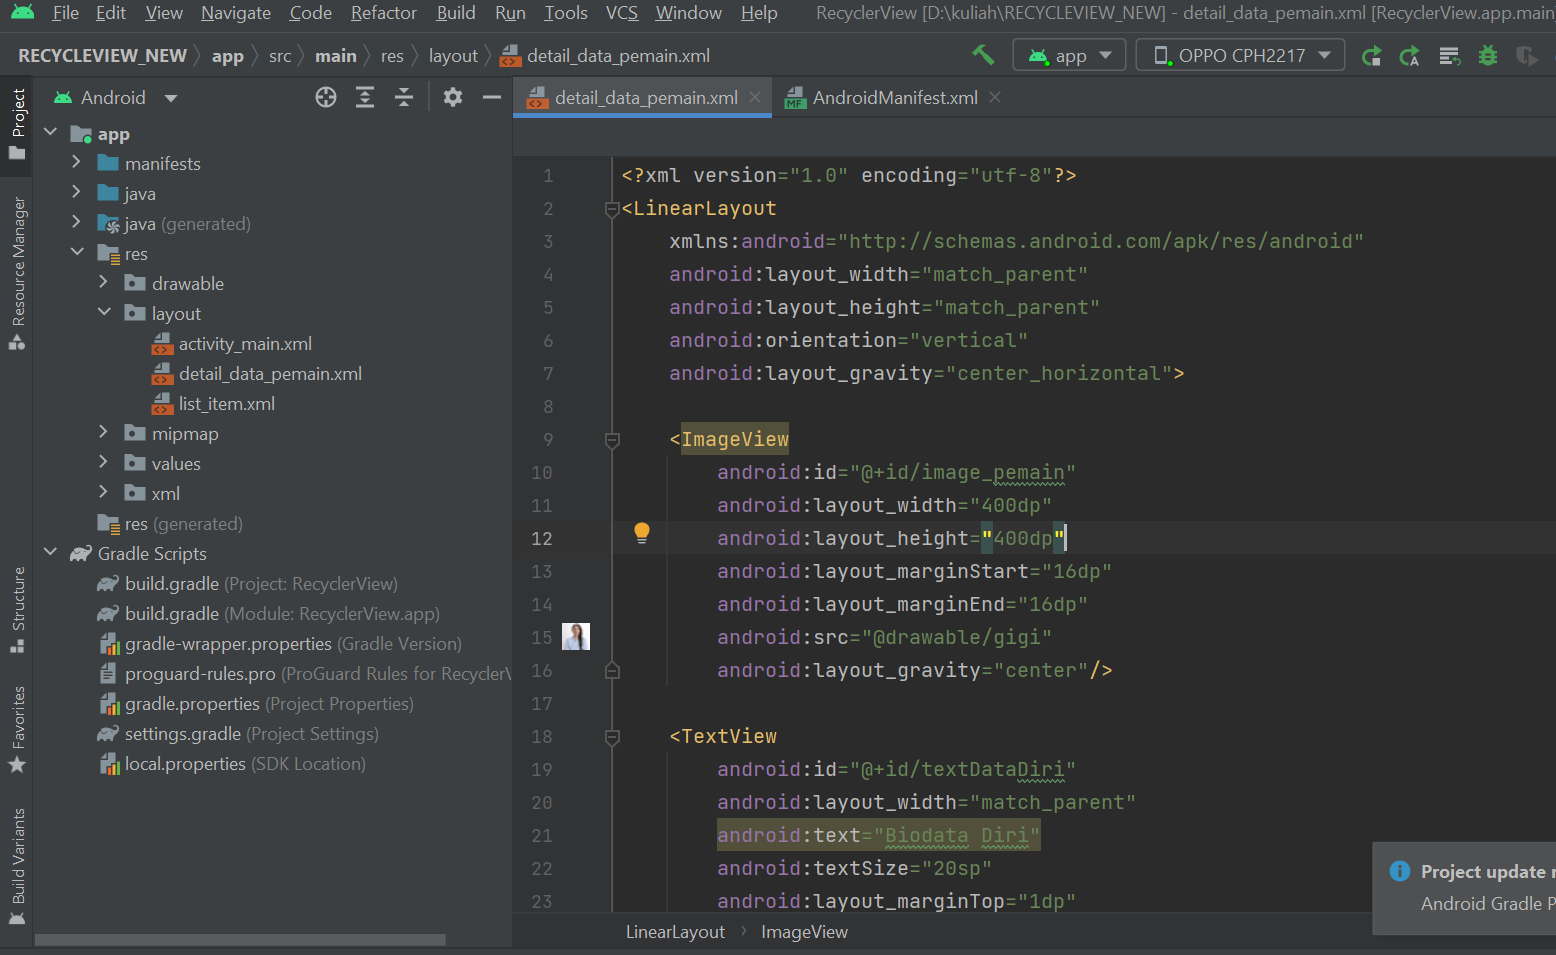 File Edit View Navigate Code Refactor Build Run Tools VCS Window Help RecyclerView [D:\kuliah\RECYCLEVIEW_NEW] - detail_data_pemain.xml [RecyclerView.app.main]
RECYCLEVIEW_NEW app src main res layout detail_data_pemain.xml app OPPO CPH2217
Project
Resource Manager
Structure
Favorites
Build Variants
Android
app
manifests
java
java (generated)
res
drawable
layout
activity_main.xml
detail_data_pemain.xml
list_item.xml
mipmap
values
xml
res (generated)
Gradle Scripts
build.gradle (Project: RecyclerView)
build.gradle (Module: RecyclerView.app)
gradle-wrapper.properties (Gradle Version)
proguard-rules.pro (ProGuard Rules for Recycler
gradle.properties (Project Properties)
settings.gradle (Project Settings)
local.properties (SDK Location)
detail_data_pemain.xml MF AndroidManifest.xml
1 <?xml version="1.0" encoding="utf-8"?>
2 <LinearLayout
3 xmlns:android="http://schemas.android.com/apk/res/android"
4 android:layout_width="match_parent"
5 android:layout_height="match_parent"
6 android:orientation="vertical"
7 android:layout_gravity="center_horizontal">
8
9 <ImageView
10 android:id="@+id/image_pemain"
11 android:layout_width="400dp"
12 android:layout_height="400dp"
13 android:layout_marginStart="16dp"
14 android:layout_marginEnd="16dp"
15 android:src="@drawable/gigi"
16 android:layout_gravity="center"/>
17
18 <TextView
19 android:id="@+id/textDataDiri"
20 android:layout_width="match_parent"
21 android:text="Biodata Diri"
22 android:textSize="20sp"
23 android:layout_marginTop="1dp"
Project update
Android Gradle
LinearLayout ImageView